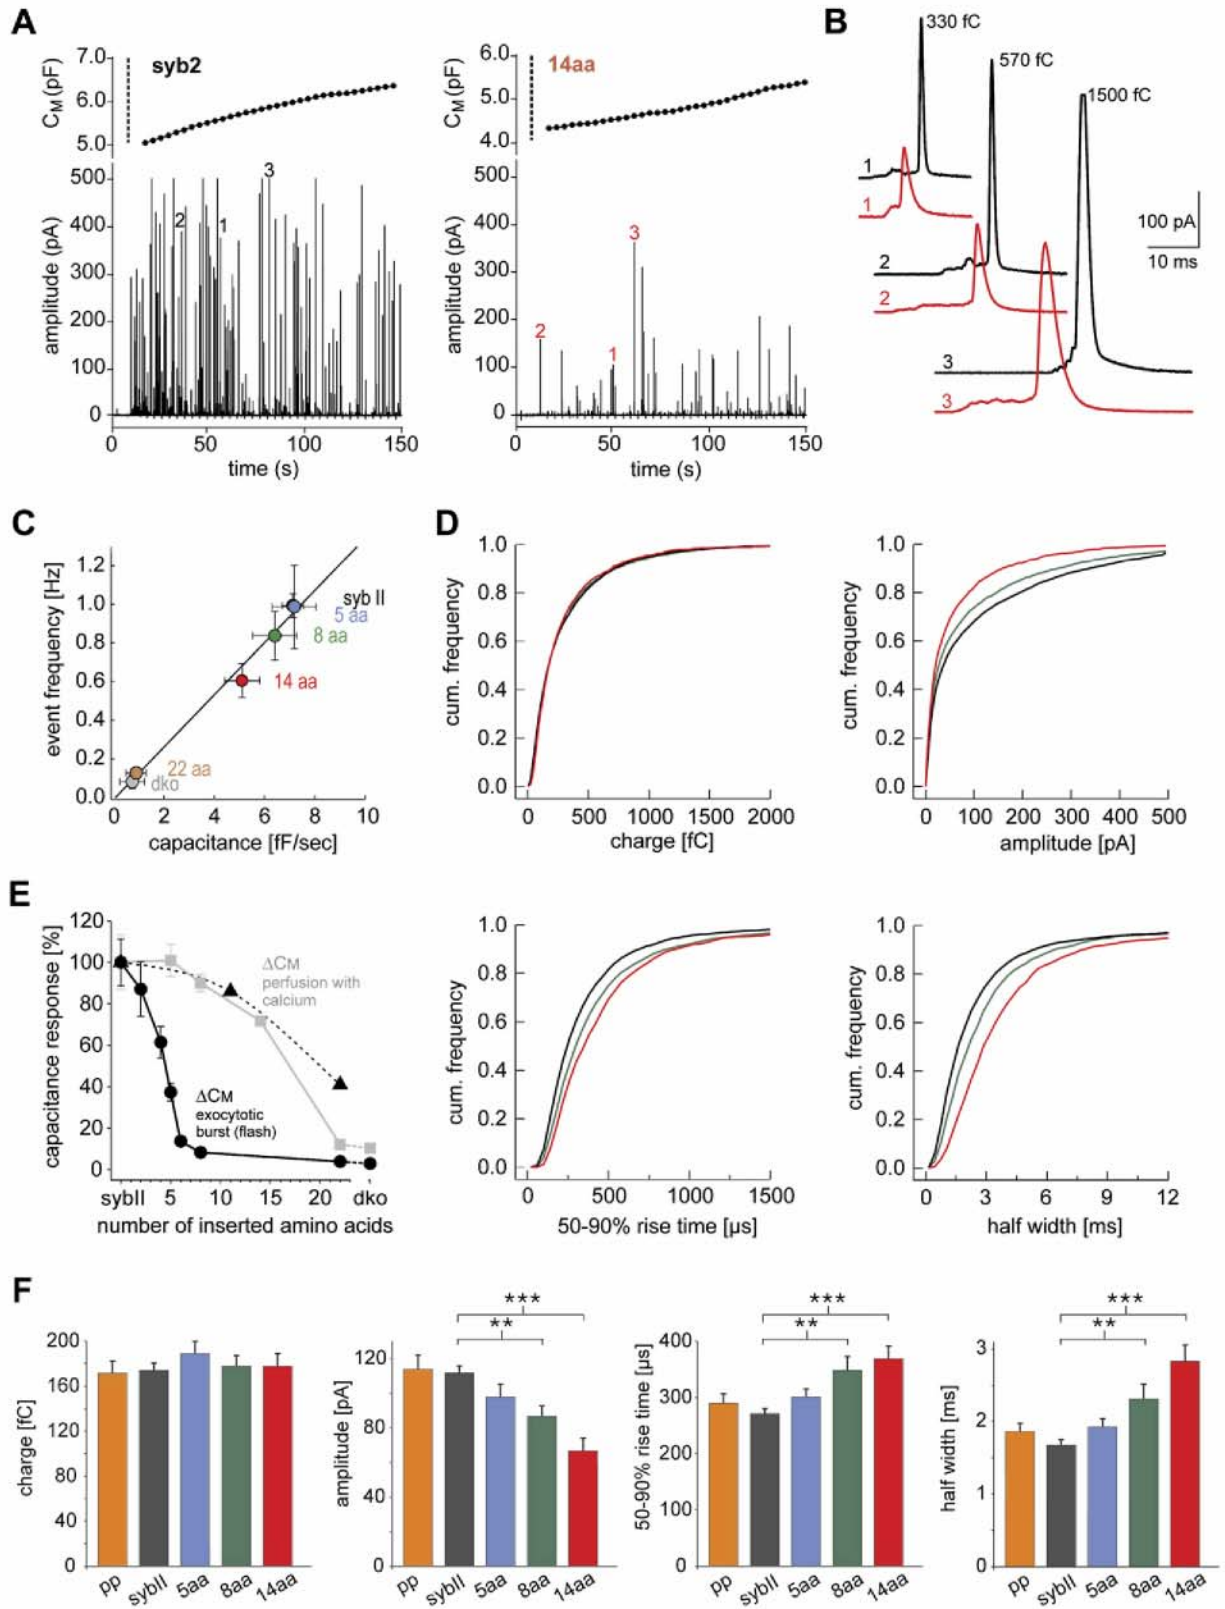 A
syb2
7.0
6.0
5.0
CM (pF)
500
400
300
200
100
0
amplitude (pA)
3
2
1
0
50
100
150
time (s)
14aa
6.0
5.0
4.0
CM (pF)
500
400
300
200
100
0
amplitude (pA)
3
2
1
0
50
100
150
time (s)
B
330 fC
570 fC
1500 fC
1
1
2
2
3
3
100 pA
10 ms
C
1.2
1.0
0.8
0.6
0.4
0.2
0.0
event frequency [Hz]
syb II
5 aa
8 aa
14 aa
22 aa
dko
0
2
4
6
8
10
capacitance [fF/sec]
D
1.0
0.8
0.6
0.4
0.2
0.0
cum. frequency
0
500
1000
1500
2000
charge [fC]
1.0
0.8
0.6
0.4
0.2
0.0
cum. frequency
0
100
200
300
400
500
amplitude [pA]
E
120
100
80
60
40
20
0
capacitance response [%]
ΔCM
perfusion with
calcium
ΔCM
exocytotic
burst (flash)
sybII
5
10
15
20
dko
number of inserted amino acids
1.0
0.8
0.6
0.4
0.2
0.0
cum. frequency
0
500
1000
1500
50-90% rise time [µs]
1.0
0.8
0.6
0.4
0.2
0.0
cum. frequency
0
3
6
9
12
half width [ms]
F
200
160
120
80
40
0
charge [fC]
pp
sybII
5aa
8aa
14aa
***
**
120
80
40
0
amplitude [pA]
pp
sybII
5aa
8aa
14aa
***
**
400
300
200
100
0
50-90% rise time [µs]
pp
sybII
5aa
8aa
14aa
***
**
3
2
1
0
half width [ms]
pp
sybII
5aa
8aa
14aa